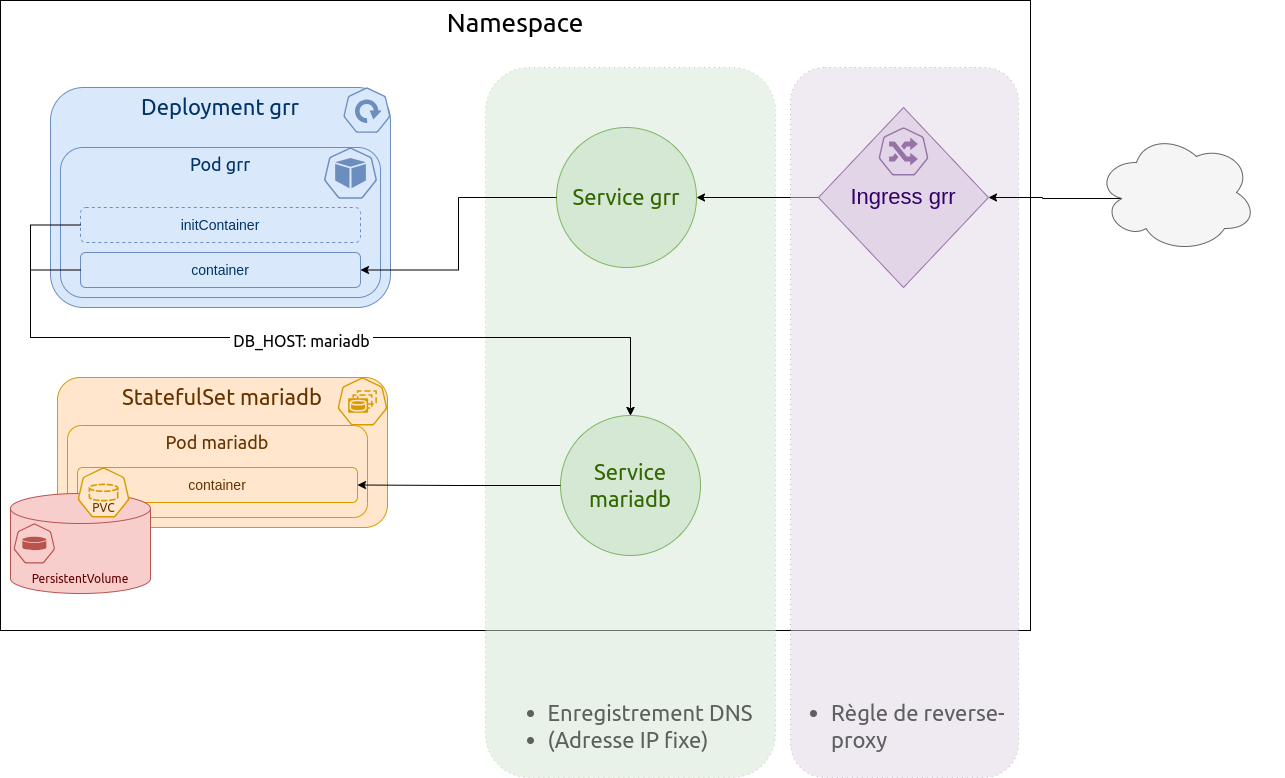 Namespace
Deployment grr
Pod grr
initContainer
container
Service grr
Ingress grr
DB_HOST: mariadb
StatefulSet mariadb
Pod mariadb
container
PVC
PersistentVolume
Service
mariadb
• Enregistrement DNS
• (Adresse IP fixe)
• Règle de reverse-
proxy